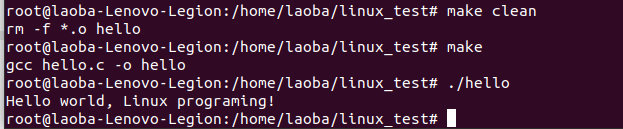 root@laoba-Lenovo-Legion:/home/laoba/linux_test# make clean
rm -f *.o hello
root@laoba-Lenovo-Legion:/home/laoba/linux_test# make
gcc hello.c -o hello
root@laoba-Lenovo-Legion:/home/laoba/linux_test# ./hello
Hello world, Linux programing!
root@laoba-Lenovo-Legion:/home/laoba/linux_test#